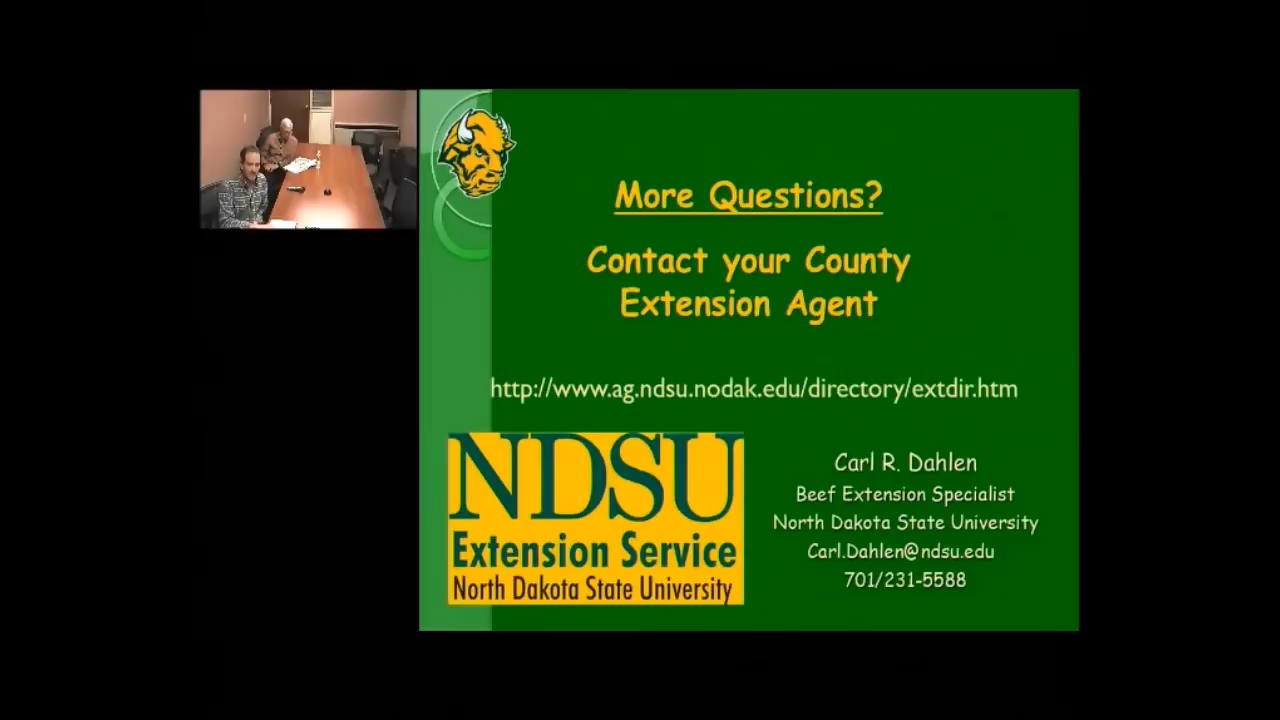 More Questions?
Contact your County
Extension Agent
http://www.ag.ndsu.nodak.edu/directory/extdir.htm
NDSU
Extension Service
North Dakota State University
Carl R. Dahlen
Beef Extension Specialist
North Dakota State University
Carl.Dahlen@ndsu.edu
701/231-5588